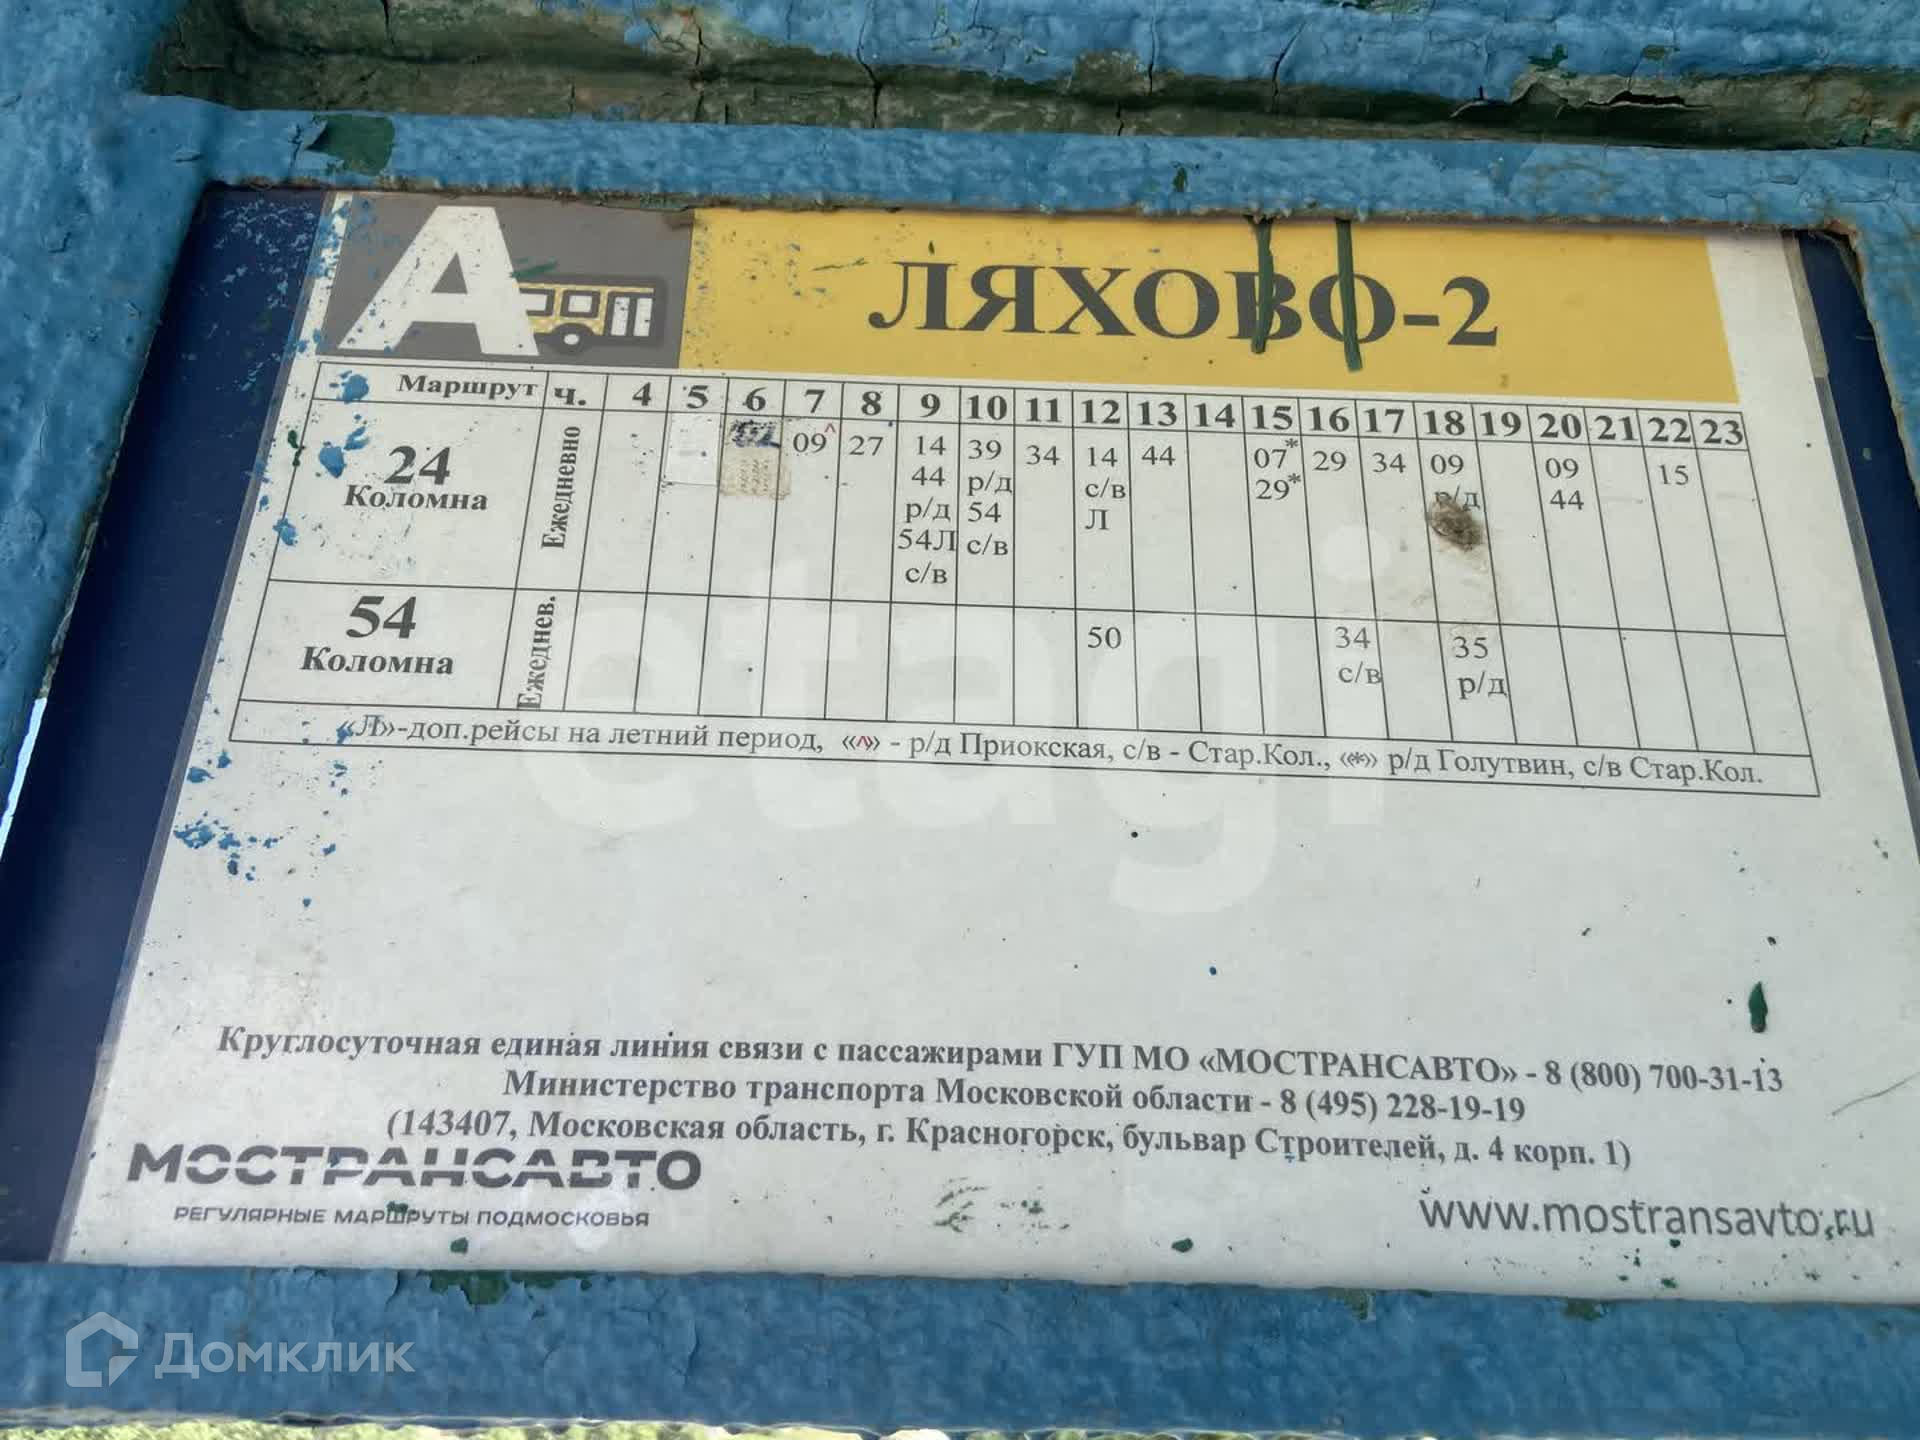 А
ЛЯХОВО-2
Маршрут ч. 4 5 6 7 8 9 10 11 12 13 14 15 16 17 18 19 20 21 22 23
24 Коломна Ежедневно 09^ 27 14 44 р/д 54Л с/в 39 р/д 54 с/в 34 14 с/в Л 44 07* 29* 29 34 09 р/д 09 44 15
54 Коломна Ежеднев. 50 34 с/в 35 р/д
«Л»-доп.рейсы на летний период, «^» - р/д Приокская, с/в - Стар.Кол., «*» р/д Голутвин, с/в Стар.Кол.
etagi
Круглосуточная единая линия связи с пассажирами ГУП МО «МОСТРАНСАВТО» - 8 (800) 700-31-13
Министерство транспорта Московской области - 8 (495) 228-19-19
(143407, Московская область, г. Красногорск, бульвар Строителей, д. 4 корп. 1)
МОСТРАНСАВТО
РЕГУЛЯРНЫЕ МАРШРУТЫ ПОДМОСКОВЬЯ
www.mostransavto.ru
Домклик